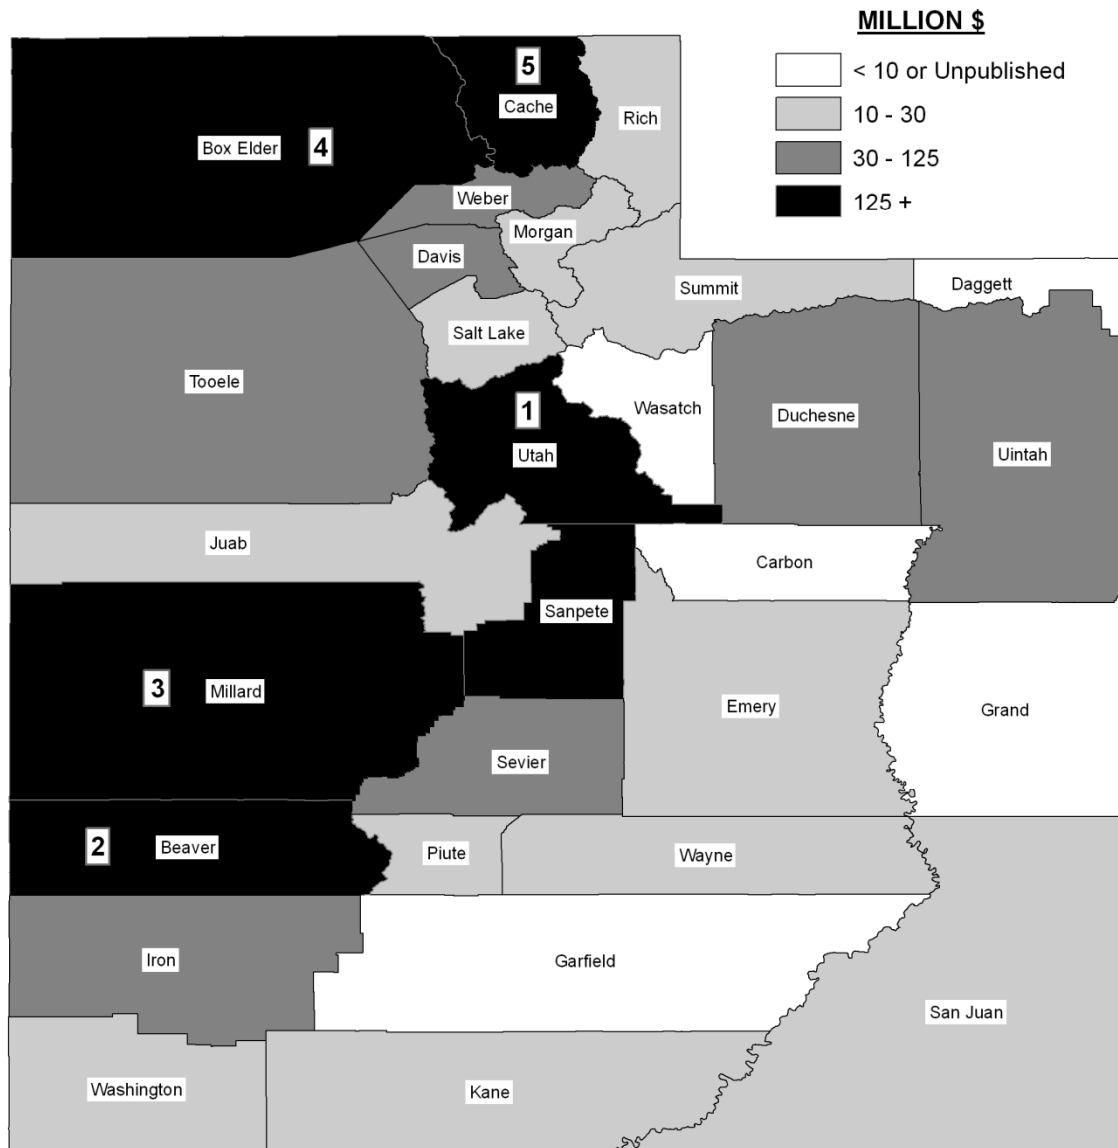 MILLION $
< 10 or Unpublished
10 - 30
30 - 125
125 +
5
Cache
Rich
Box Elder
4
Weber
Morgan
Davis
Summit
Daggett
Salt Lake
Tooele
1
Wasatch
Duchesne
Utah
Uintah
Juab
Carbon
Sanpete
3
Millard
Emery
Grand
Sevier
2
Beaver
Piute
Wayne
Iron
Garfield
San Juan
Washington
Kane